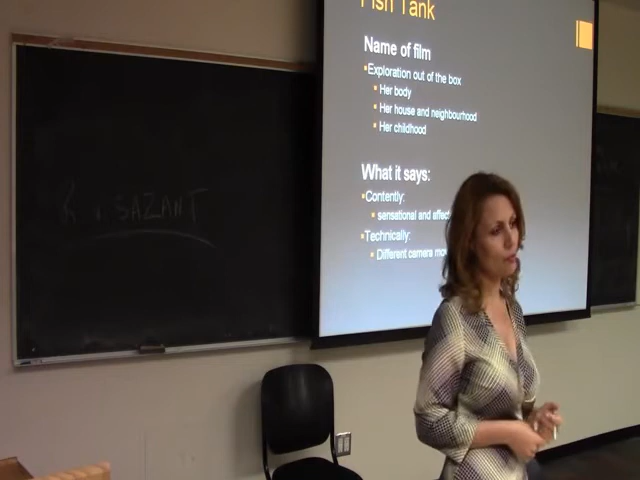 Fish Tank
Name of film
Exploration out of the box
Her body
Her house and neighbourhood
Her childhood
What it says:
Contently:
sensational and affec
Technically:
Different camera mov
SAZANT